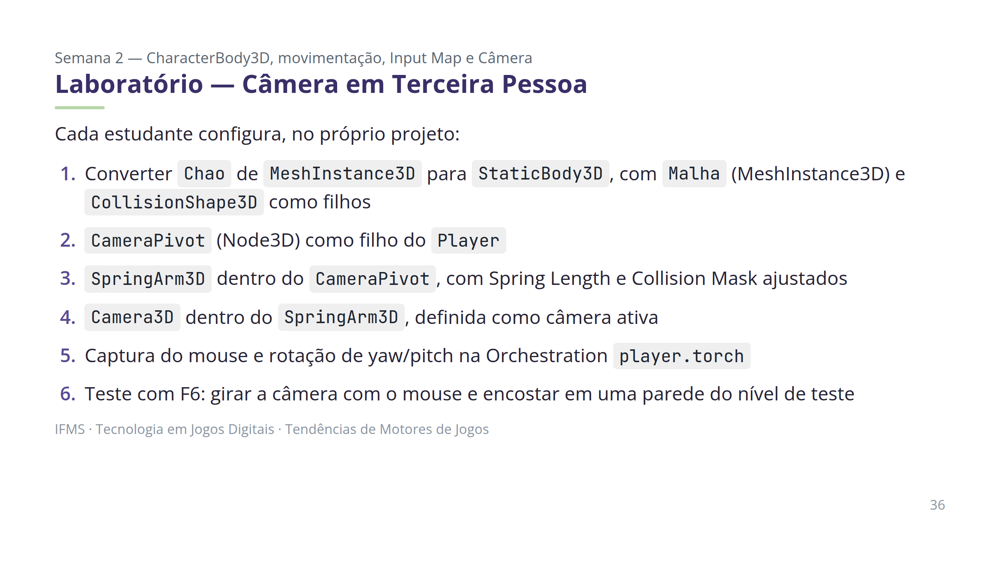 Semana 2 — CharacterBody3D, movimentação, Input Map e Câmera
Laboratório — Câmera em Terceira Pessoa
Cada estudante configura, no próprio projeto:
1. Converter Chao de MeshInstance3D para StaticBody3D, com Malha (MeshInstance3D) e
CollisionShape3D como filhos
2. CameraPivot (Node3D) como filho do Player
3. SpringArm3D dentro do CameraPivot, com Spring Length e Collision Mask ajustados
4. Camera3D dentro do SpringArm3D, definida como câmera ativa
5. Captura do mouse e rotação de yaw/pitch na Orchestration player.torch
6. Teste com F6: girar a câmera com o mouse e encostar em uma parede do nível de teste
IFMS · Tecnologia em Jogos Digitais · Tendências de Motores de Jogos
36